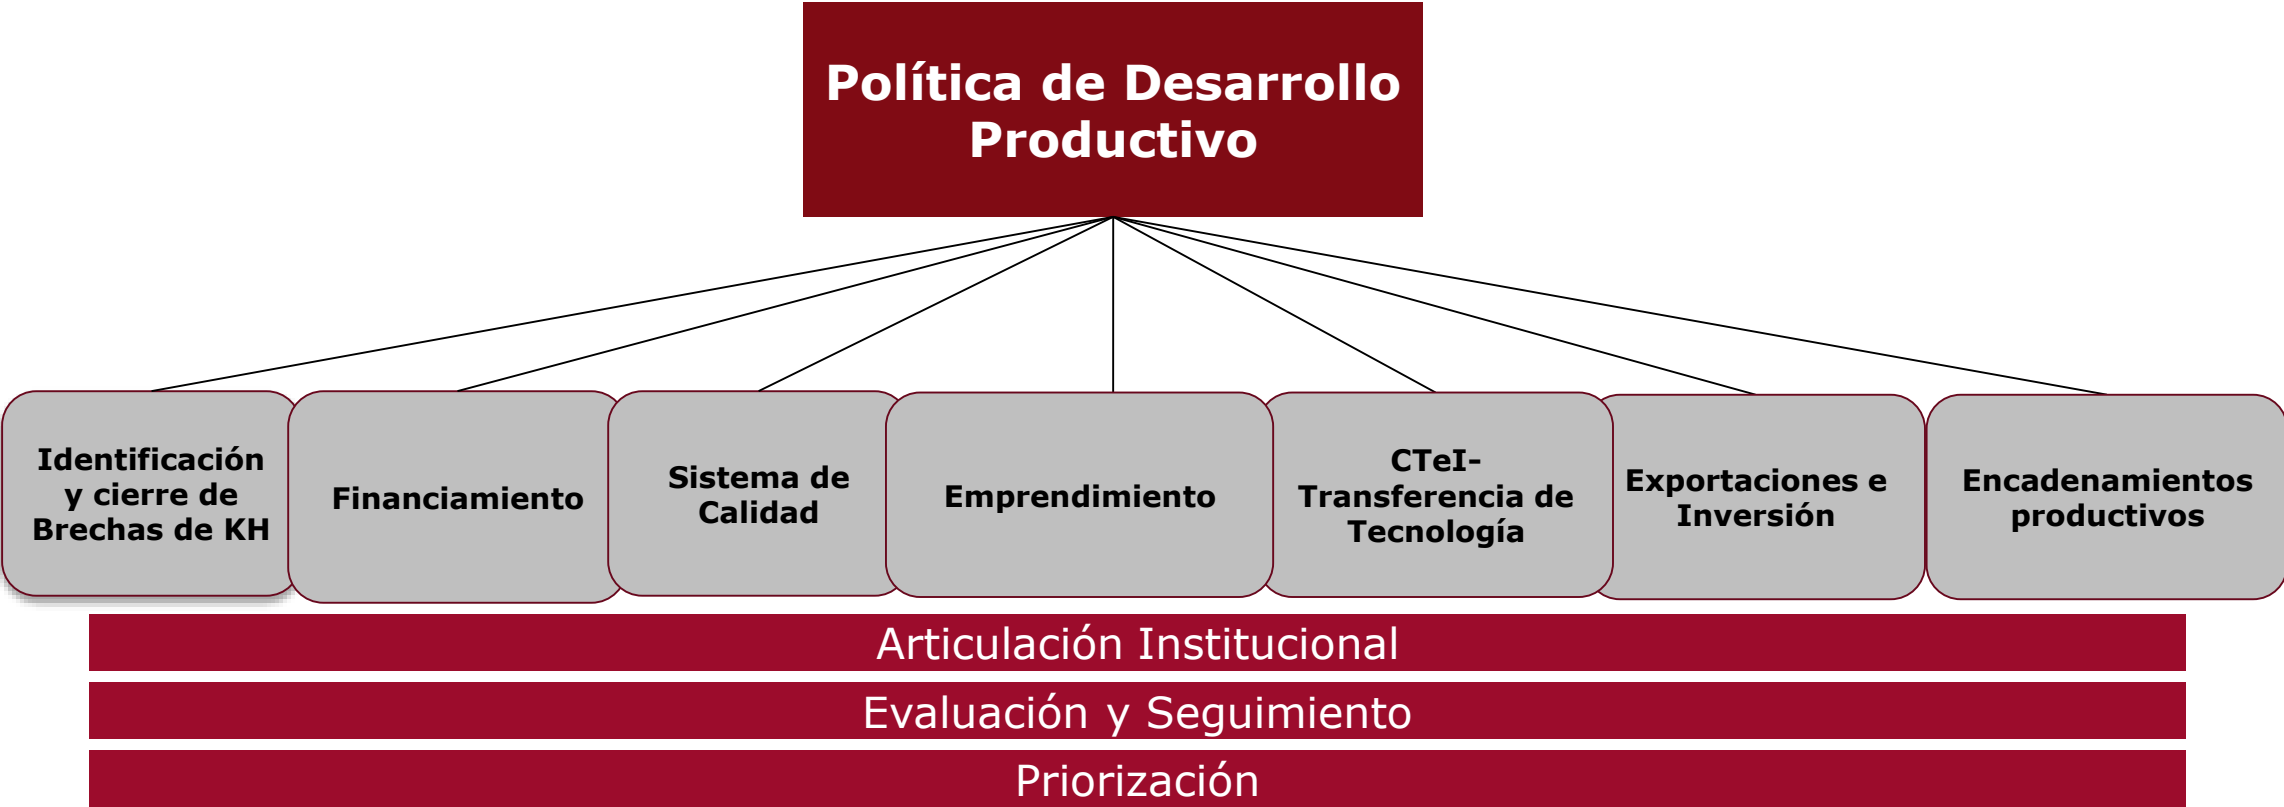 Política de Desarrollo
Productivo
Identificación
y cierre de
Brechas de KH
Financiamiento
Sistema de
Calidad
Emprendimiento
CTeI-
Transferencia de
Tecnología
Exportaciones e
Inversión
Encadenamientos
productivos
Articulación Institucional
Evaluación y Seguimiento
Priorización